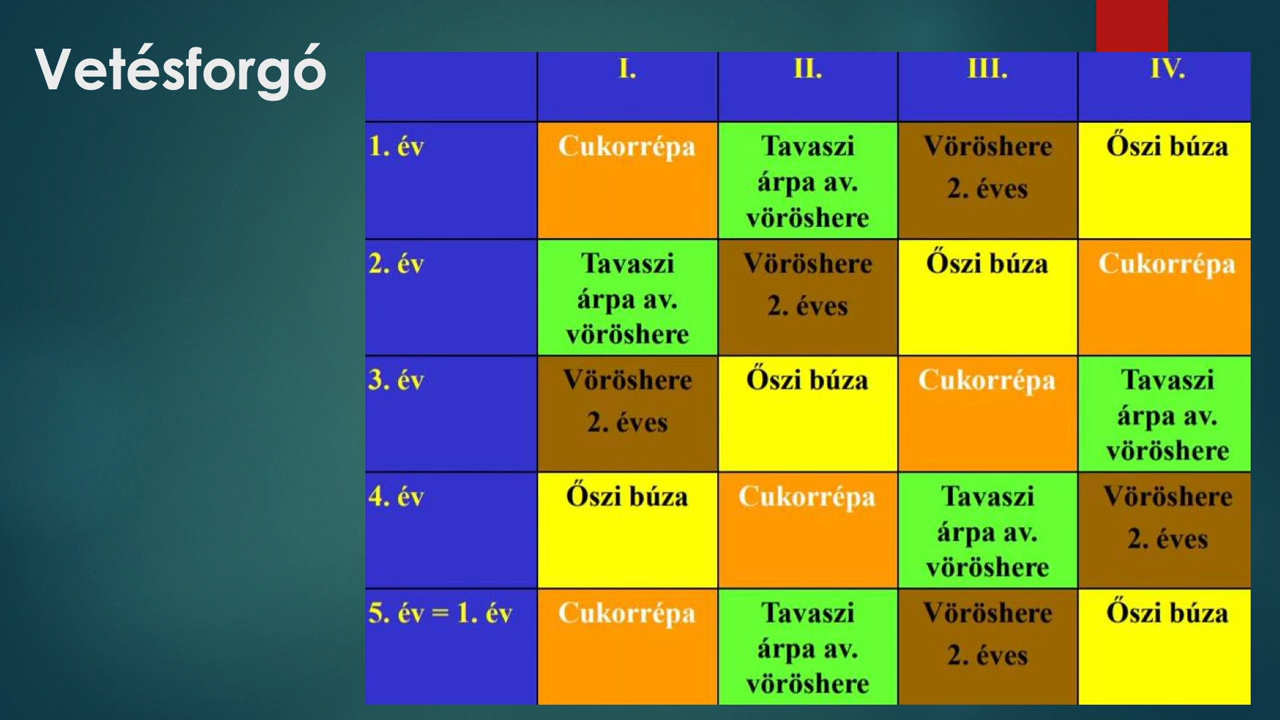 Vetésforgó
I. II. III. IV.
1. év
Cukorrépa
Tavaszi
árpa av.
vöröshere
Vöröshere
2. éves
Őszi búza
2. év
Tavaszi
árpa av.
vöröshere
Vöröshere
2. éves
Őszi búza
Cukorrépa
3. év
Vöröshere
2. éves
Őszi búza
Cukorrépa
Tavaszi
árpa av.
vöröshere
4. év
Őszi búza
Cukorrépa
Tavaszi
árpa av.
vöröshere
Vöröshere
2. éves
5. év = 1. év
Cukorrépa
Tavaszi
árpa av.
vöröshere
Vöröshere
2. éves
Őszi búza